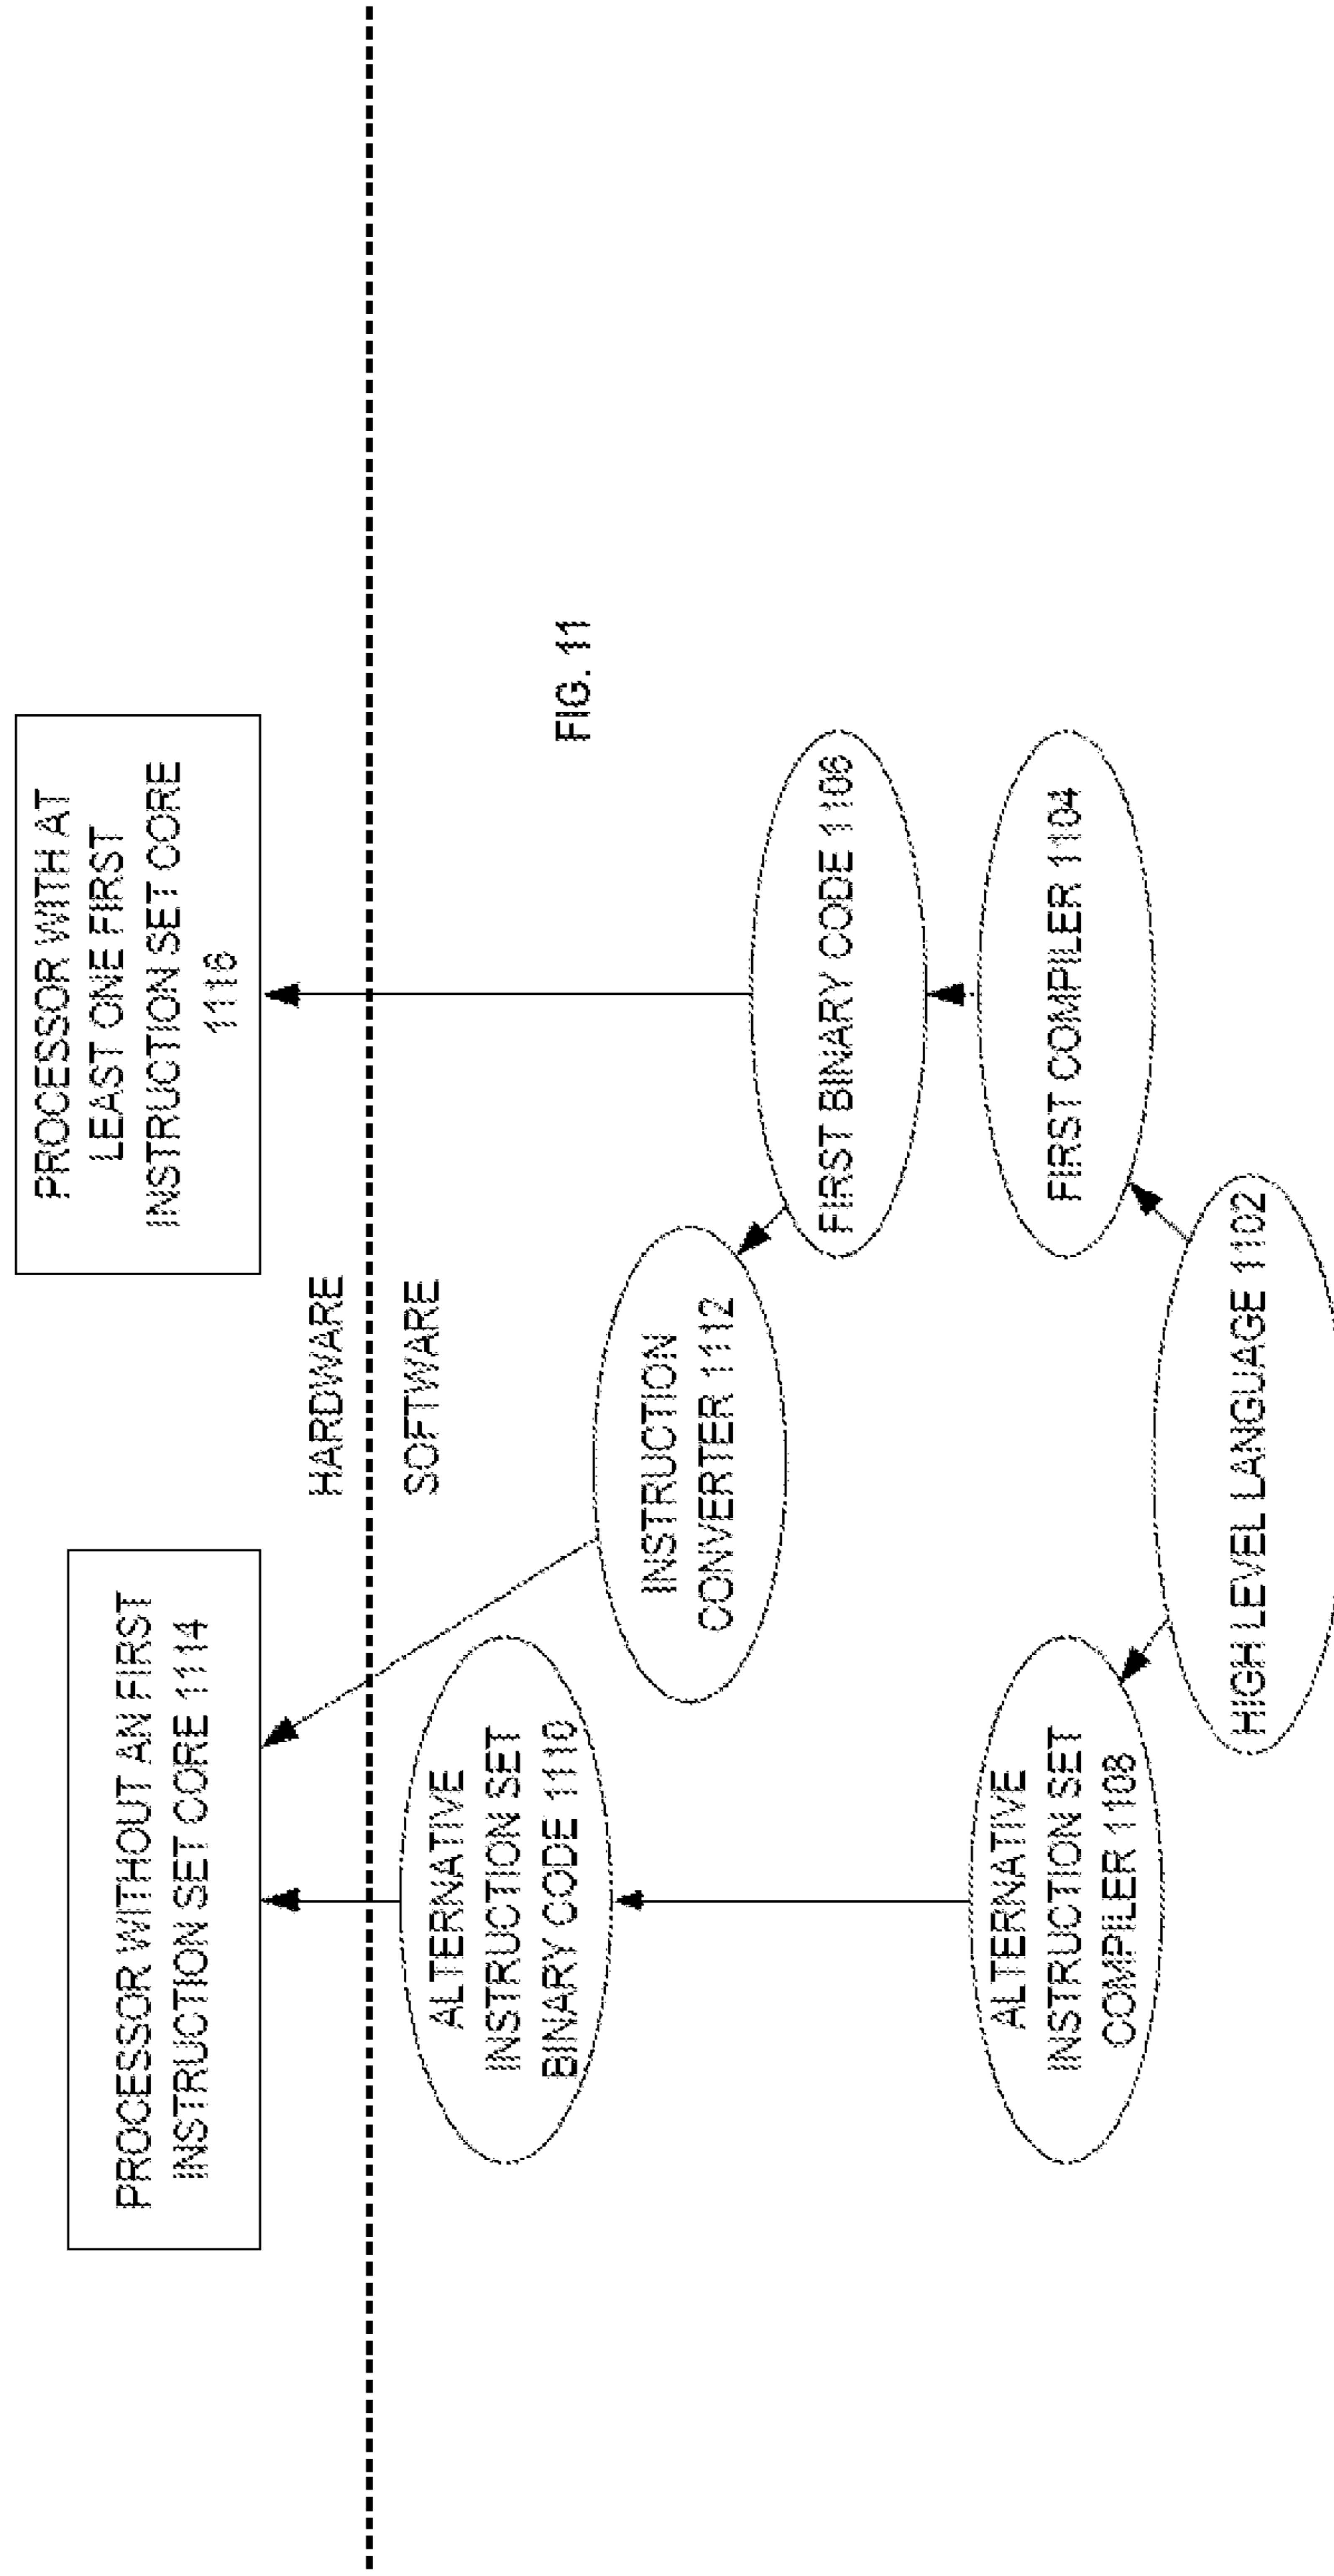 PROCESSOR WITHOUT AN FIRST
INSTRUCTION SET CORE 1114
PROCESSOR WITH AT
LEAST ONE FIRST
INSTRUCTION SET CORE
1116
HARDWARE
SOFTWARE
ALTERNATIVE
INSTRUCTION SET
BINARY CODE 1110
INSTRUCTION
CONVERTER 1112
FIG. 11
FIRST BINARY CODE 1106
ALTERNATIVE
INSTRUCTION SET
COMPILER 1108
FIRST COMPILER 1104
HIGH LEVEL LANGUAGE 1102